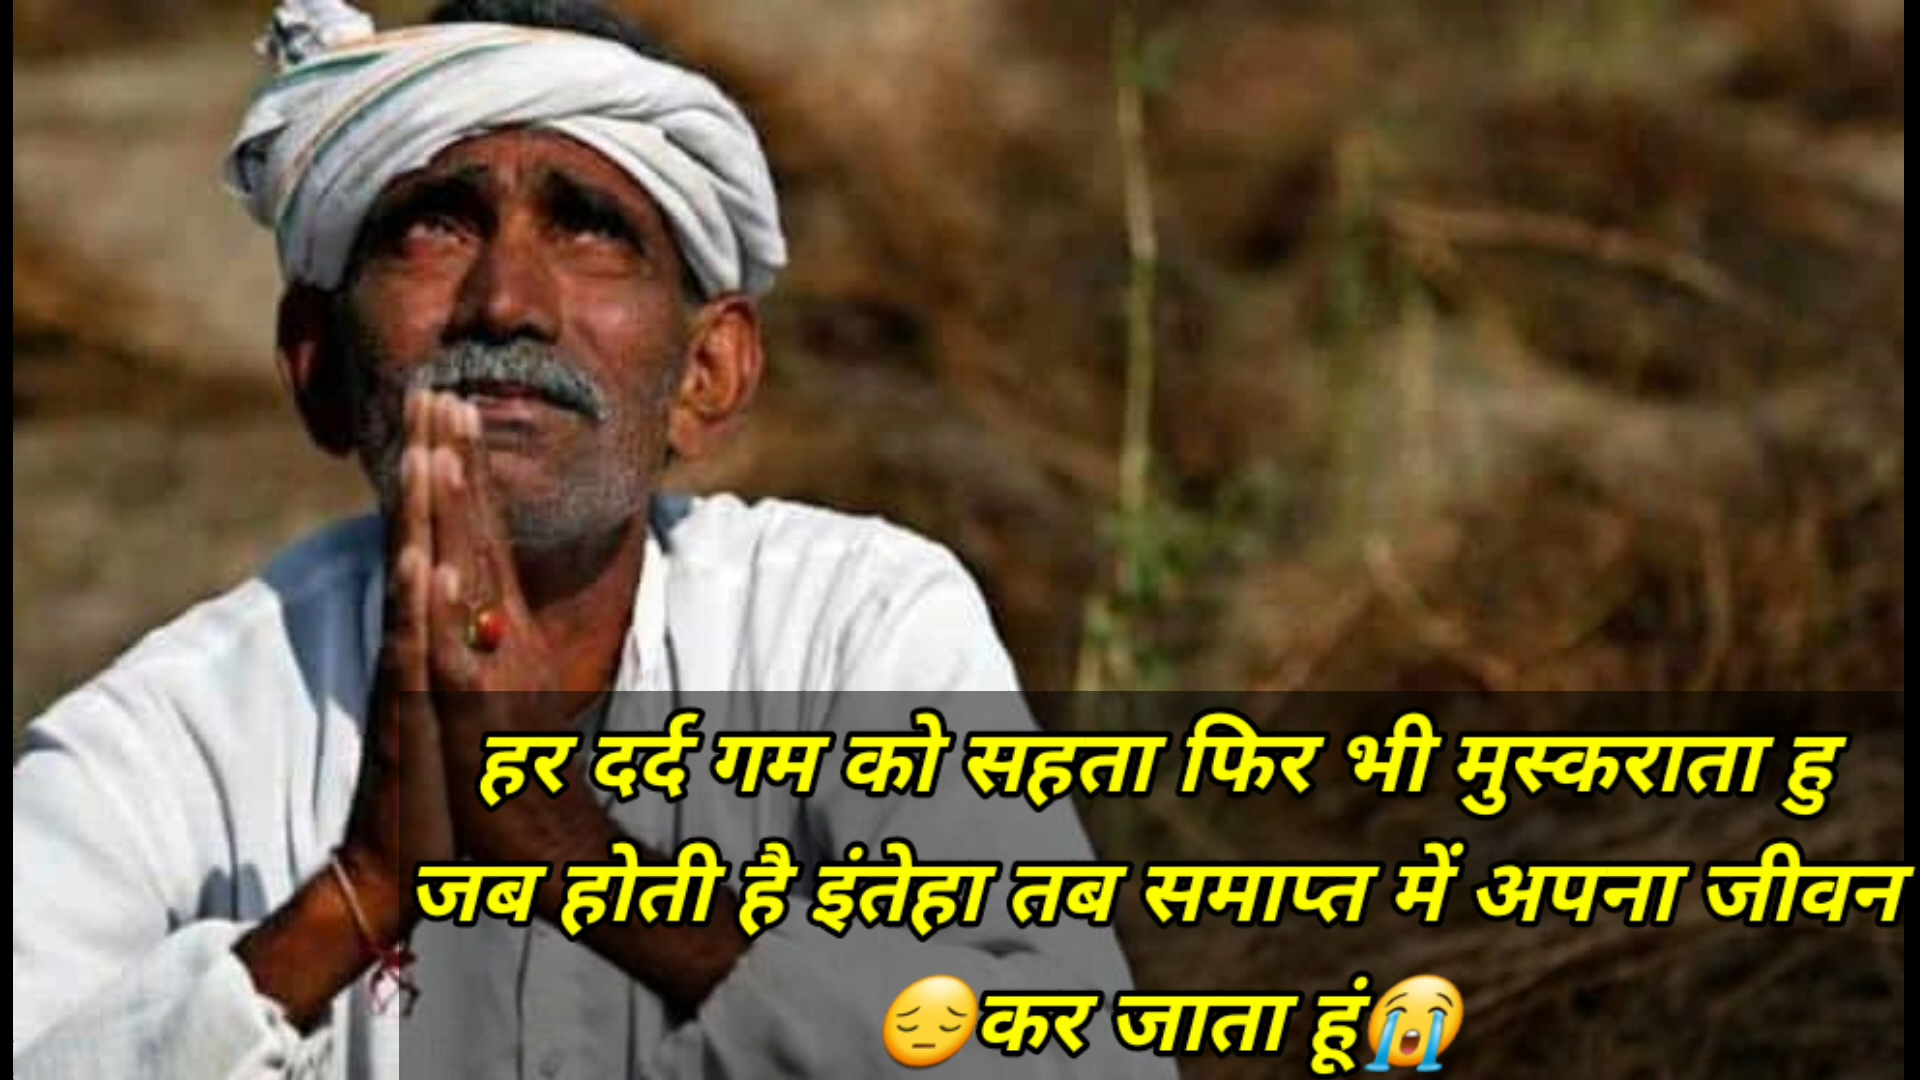 हर दर्द गम को सहता फिर भी मुस्कराता हु
जब होती है इंतेहा तब समाप्त में अपना जीवन
😔कर जाता हूं😭